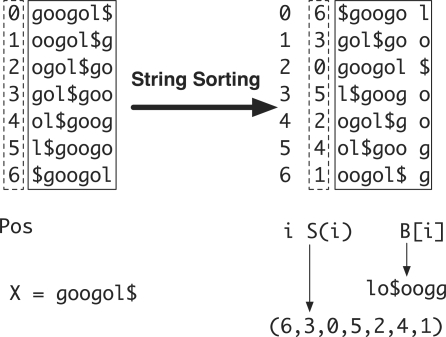 0 googol$ 0 6 $googo l
1 oogol$g 1 3 gol$go o
2 ogol$go 2 0 googol $
String Sorting
3 gol$goo 3 5 l$goog o
4 ol$goog 4 2 ogol$g o
5 l$googo 5 4 ol$goo g
6 $googol 6 1 oogol$ g
Pos i S(i) B[i]
X = googol$ lo$oogg
(6,3,0,5,2,4,1)